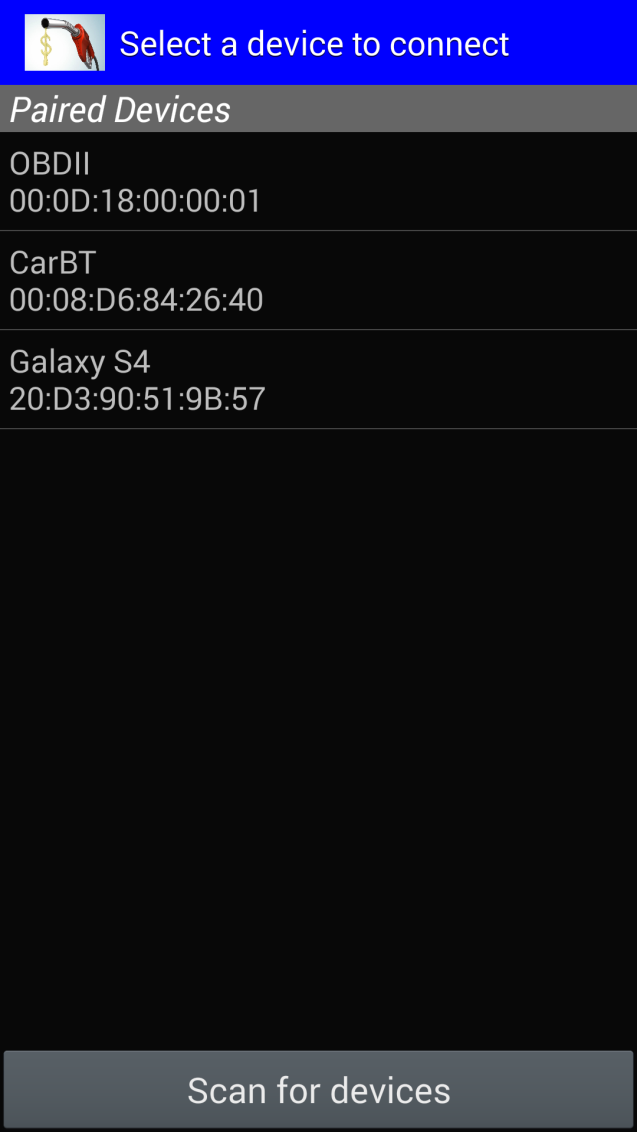 Select a device to connect
Paired Devices
OBDII
00:0D:18:00:00:01
CarBT
00:08:D6:84:26:40
Galaxy S4
20:D3:90:51:9B:57
Scan for devices